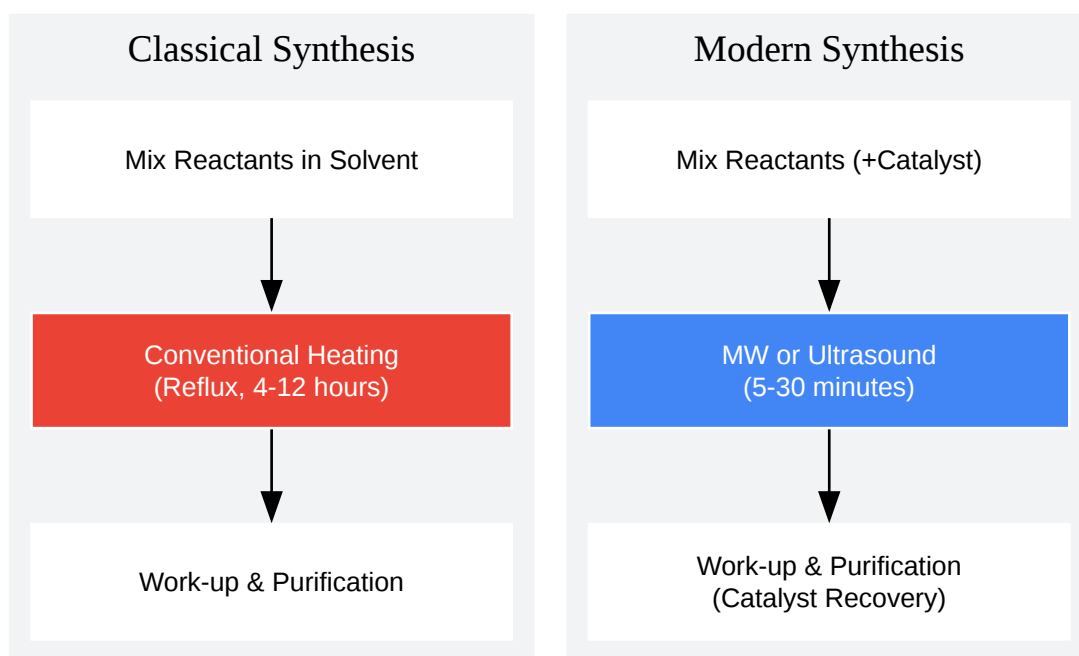 Classical Synthesis
Mix Reactants in Solvent
Conventional Heating
(Reflux, 4-12 hours)
Work-up & Purification
Modern Synthesis
Mix Reactants (+Catalyst)
MW or Ultrasound
(5-30 minutes)
Work-up & Purification
(Catalyst Recovery)